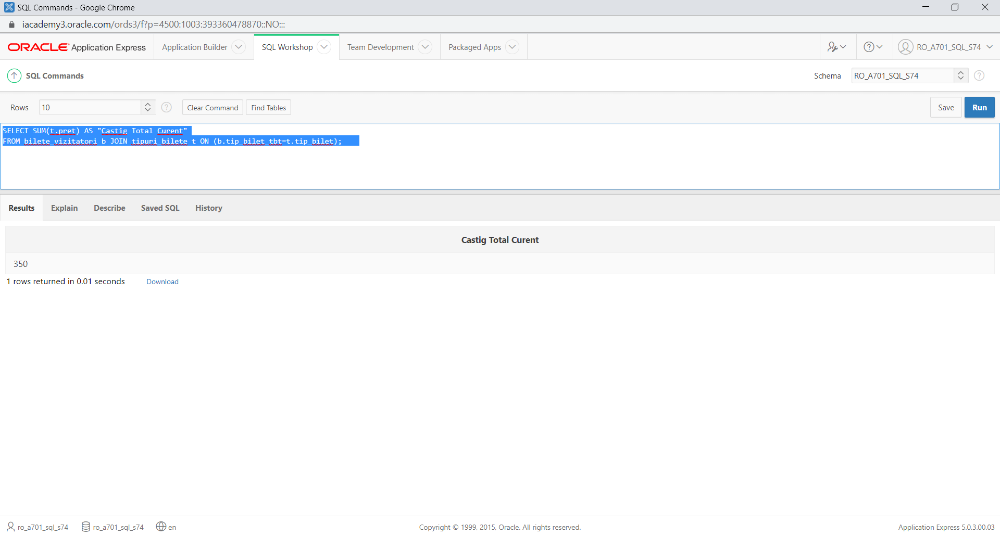 SQL Commands - Google Chrome
iacademy3.oracle.com/ords3/f?p=4500:1003:393360478870::NO:::
ORACLE Application Express Application Builder SQL Workshop Team Development Packaged Apps RO_A701_SQL_S74
SQL Commands Schema RO_A701_SQL_S74
Rows 10 Clear Command Find Tables Save Run
SELECT SUM(t.pret) AS "Castig Total Curent"
FROM bilete_vizitatori b JOIN tipuri_bilete t ON (b.tip_bilet_tbt=t.tip_bilet);
Results Explain Describe Saved SQL History
Castig Total Curent
350
1 rows returned in 0.01 seconds Download
ro_a701_sql_s74 ro_a701_sql_s74 en Copyright © 1999, 2015, Oracle. All rights reserved. Application Express 5.0.3.00.03